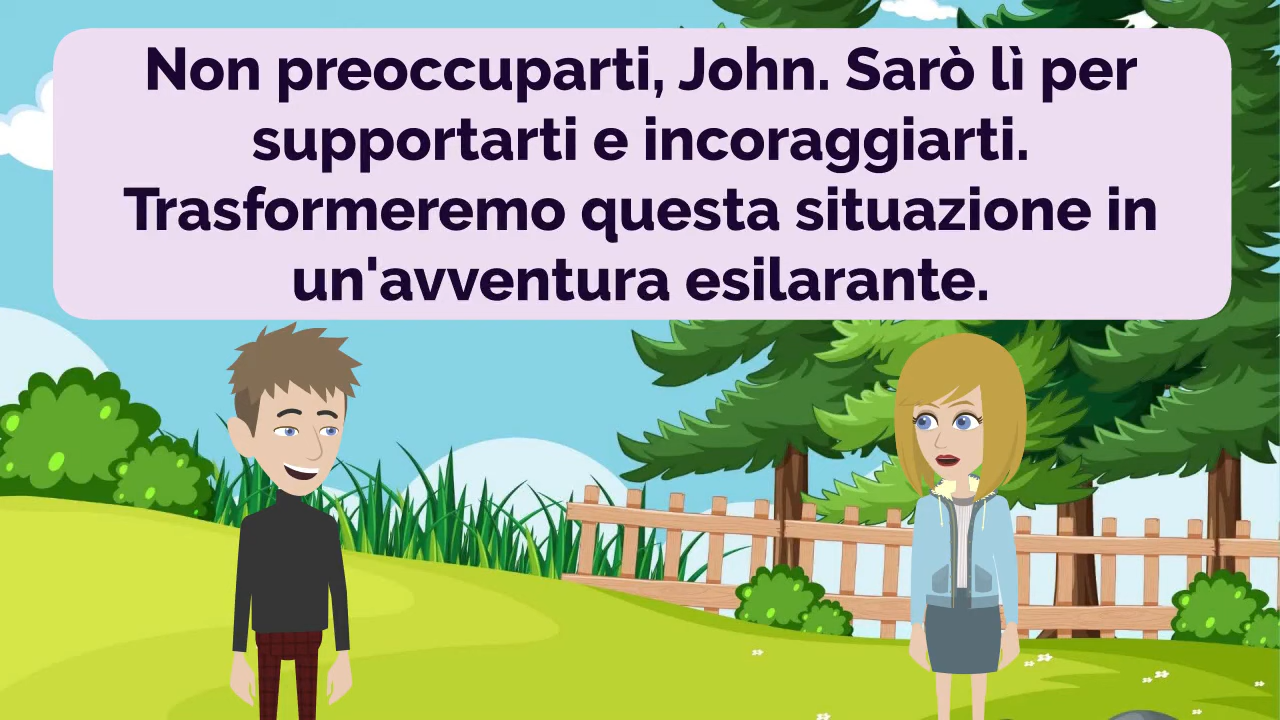 Non preoccuparti, John. Sarò lì per
supportarti e incoraggiarti.
Trasformeremo questa situazione in
un'avventura esilarante.